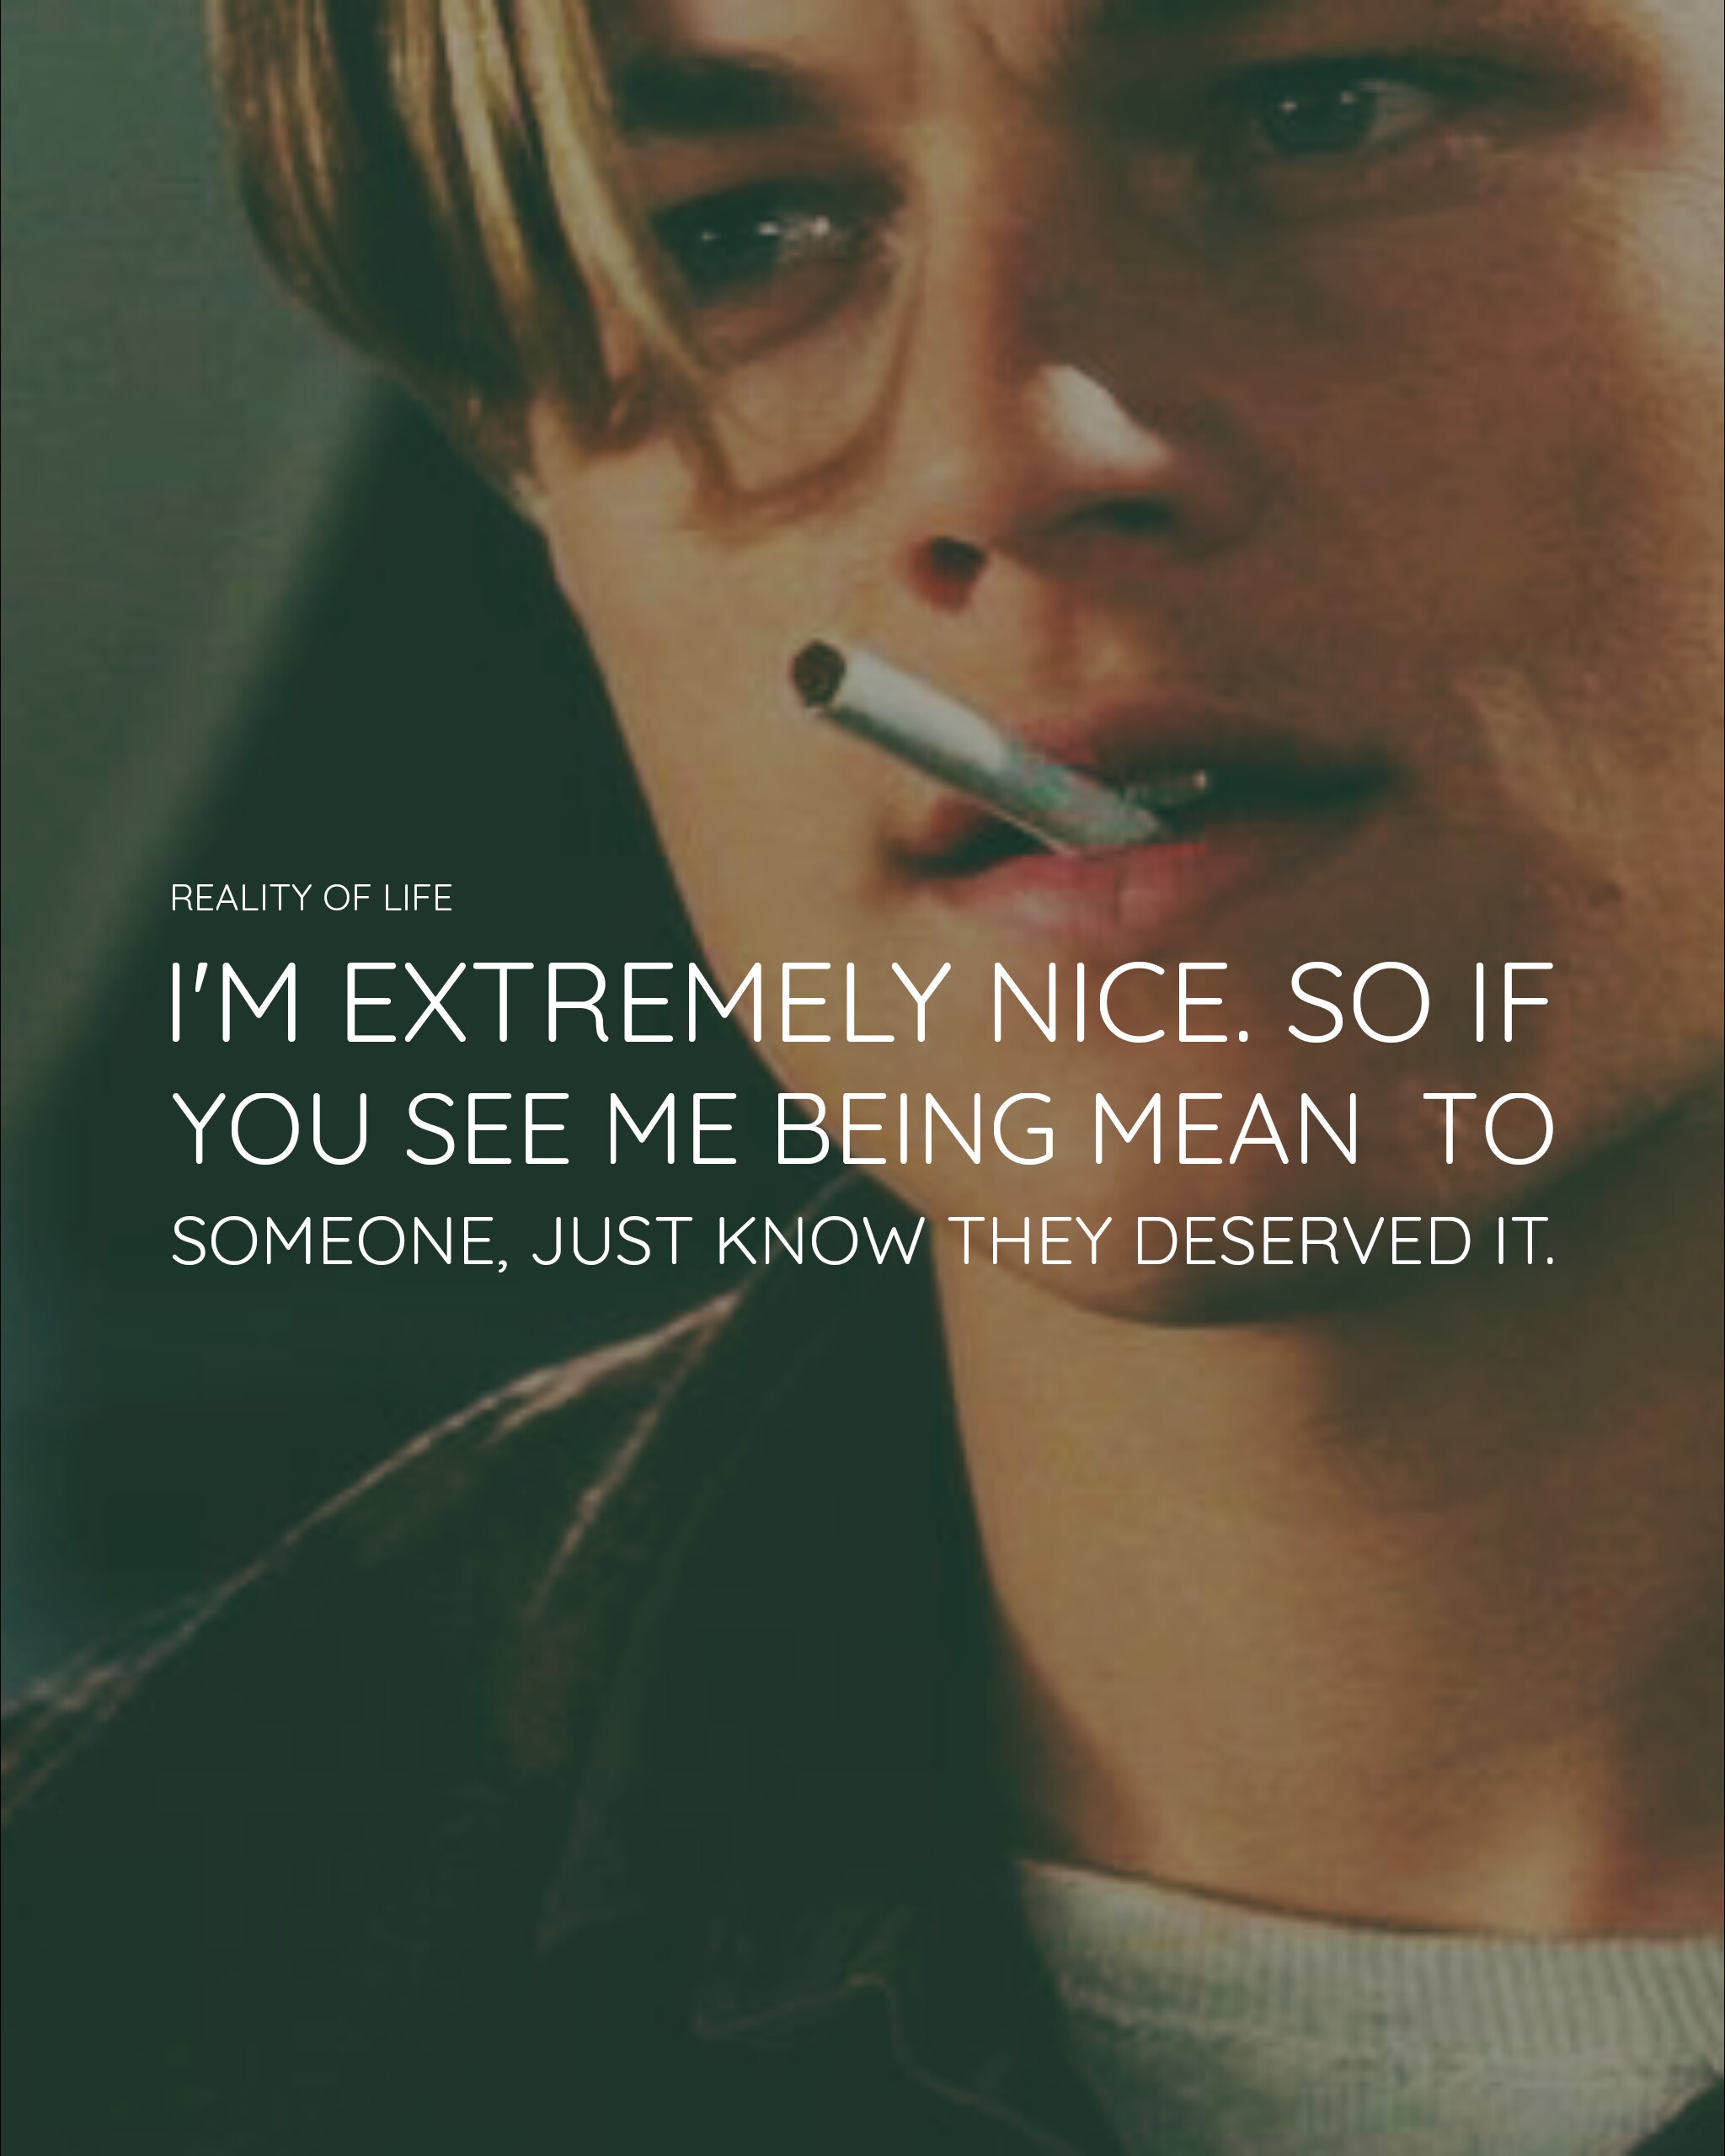 REALITY OF LIFE
I'M EXTREMELY NICE. SO IF
YOU SEE ME BEING MEAN TO
SOMEONE, JUST KNOW THEY DESERVED IT.